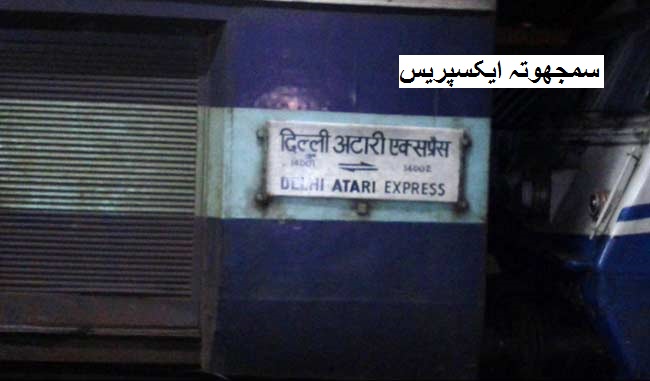 سمجھوتہ ایکسپریس
दिल्ली अटारी एक्सप्रैस
14001 14002
DELHI ATARI EXPRESS